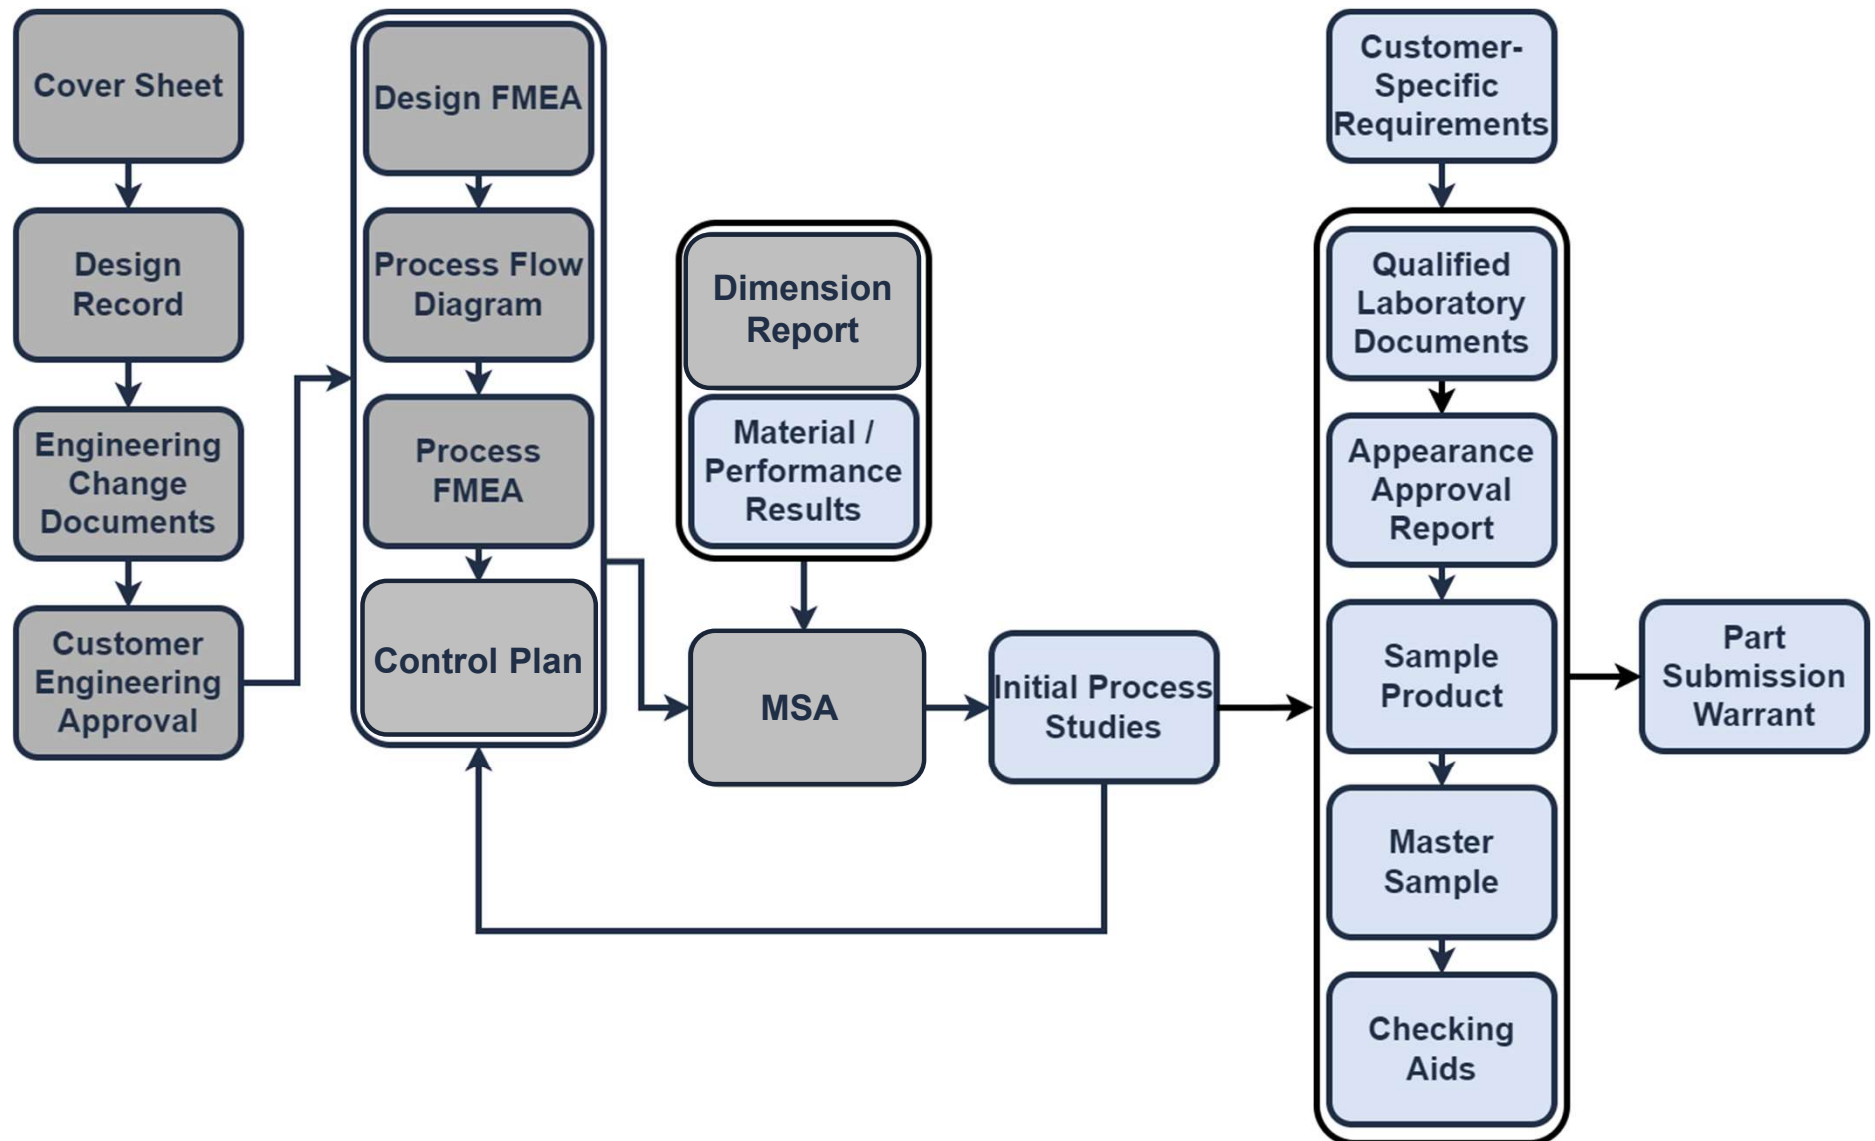 Cover Sheet
Design
Record
Engineering
Change
Documents
Customer
Engineering
Approval
Design FMEA
Process Flow
Diagram
Process
FMEA
Control Plan
Dimension
Report
Material /
Performance
Results
MSA
Initial Process
Studies
Customer-
Specific
Requirements
Qualified
Laboratory
Documents
Appearance
Approval
Report
Sample
Product
Master
Sample
Checking
Aids
Part
Submission
Warrant